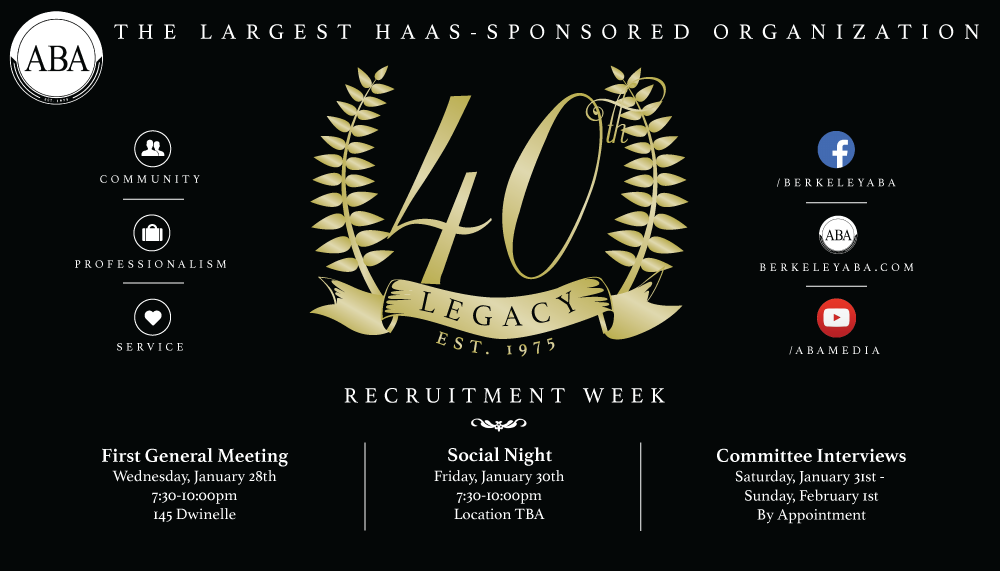 ABA
EST. 1975
THE LARGEST HAAS-SPONSORED ORGANIZATION
40th
LEGACY
EST. 1975
COMMUNITY
PROFESSIONALISM
SERVICE
/BERKELEYABA
ABA
BERKELEYABA.COM
/ABAMEDIA
RECRUITMENT WEEK
First General Meeting
Wednesday, January 28th
7:30-10:00pm
145 Dwinelle
Social Night
Friday, January 30th
7:30-10:00pm
Location TBA
Committee Interviews
Saturday, January 31st -
Sunday, February 1st
By Appointment